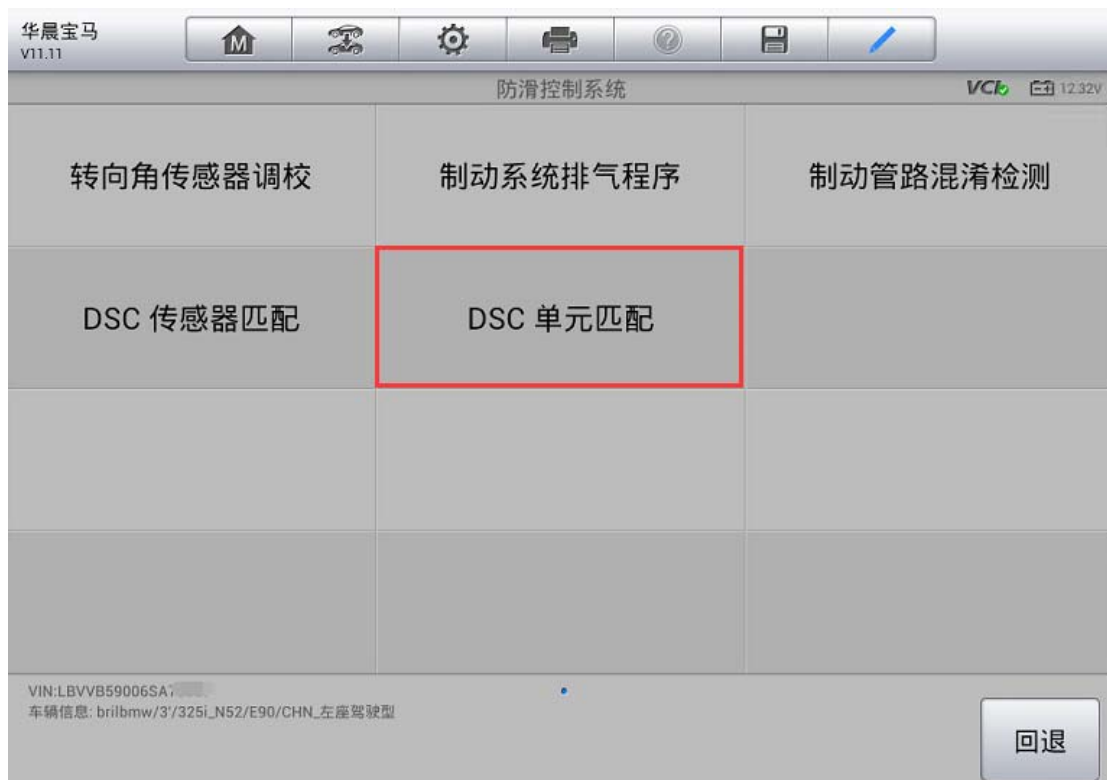 华晨宝马
V11.11
M
防滑控制系统
VCI
12.32V
转向角传感器调校 制动系统排气程序 制动管路混淆检测
DSC 传感器匹配 DSC 单元匹配
VIN:LBVVB59006SA
车辆信息: brilbmw/3'/325i_N52/E90/CHN_左座驾驶型
回退